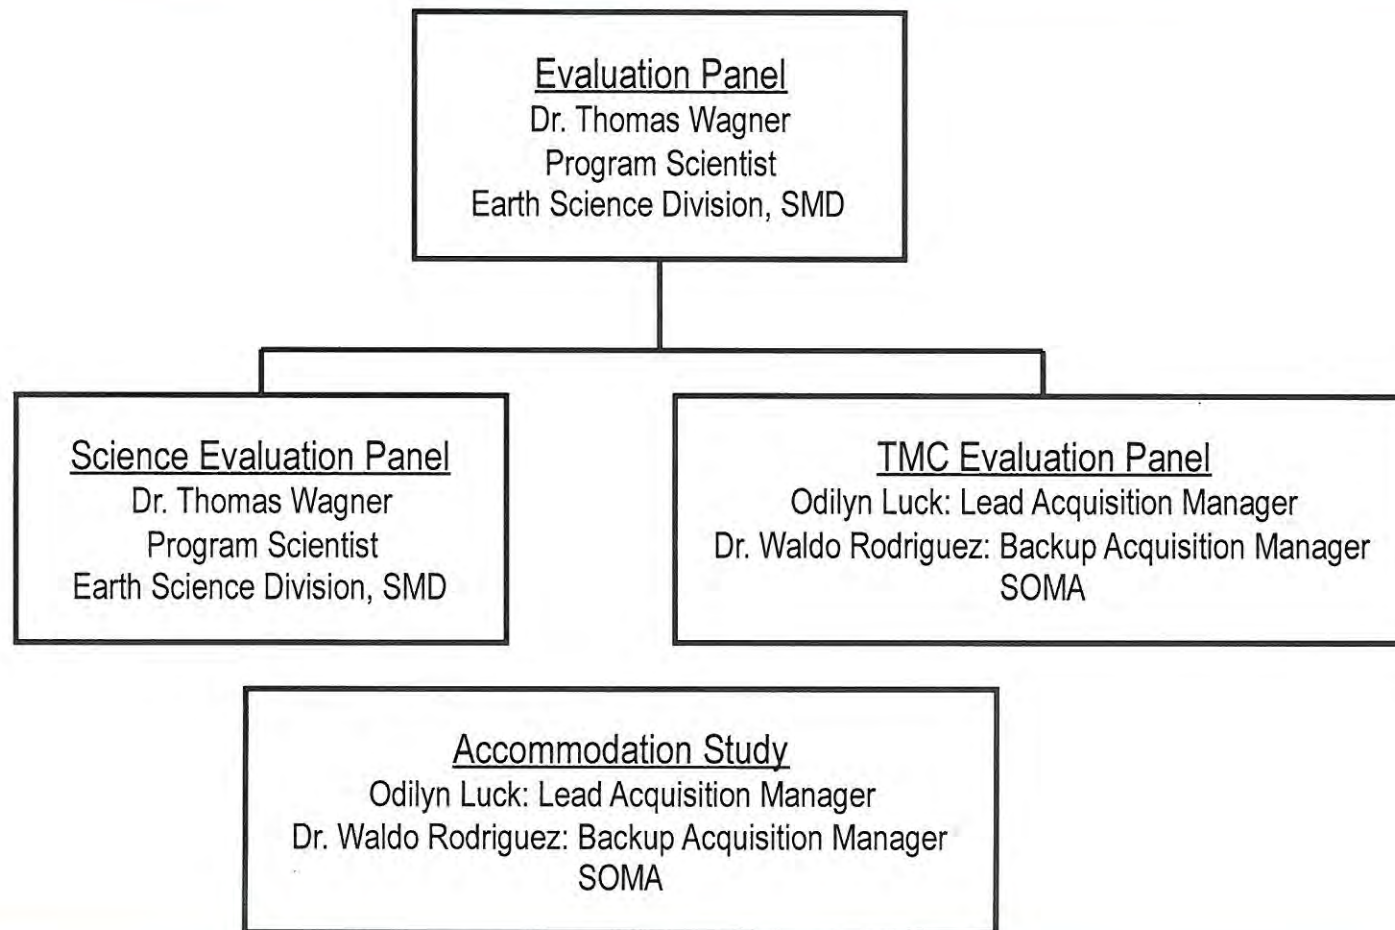 Evaluation Panel
Dr. Thomas Wagner
Program Scientist
Earth Science Division, SMD
Science Evaluation Panel
Dr. Thomas Wagner
Program Scientist
Earth Science Division, SMD
TMC Evaluation Panel
Odilyn Luck: Lead Acquisition Manager
Dr. Waldo Rodriguez: Backup Acquisition Manager
SOMA
Accommodation Study
Odilyn Luck: Lead Acquisition Manager
Dr. Waldo Rodriguez: Backup Acquisition Manager
SOMA